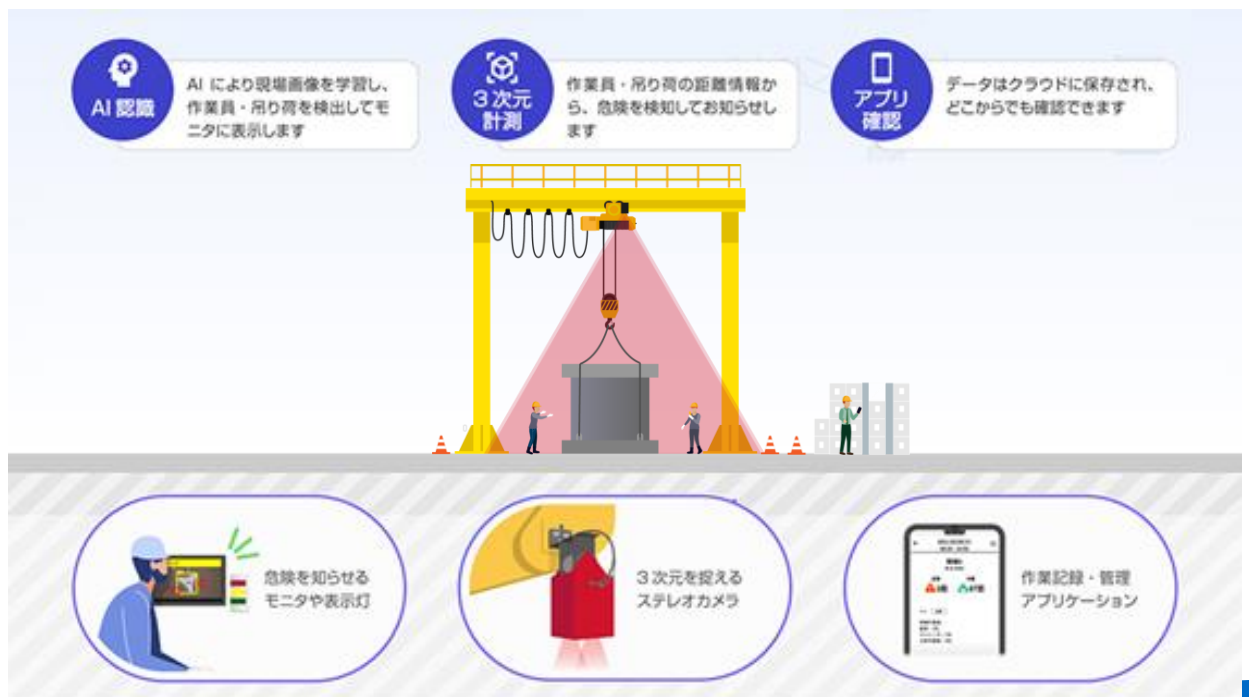 AI 認識
AI により現場画像を学習し、
作業員・吊り荷を検出してモ
ニタに表示します
3 次元
計測
作業員・吊り荷の距離情報か
ら、危険を検知してお知らせし
ます
アプリ
確認
データはクラウドに保存され、
どこからでも確認できます
危険を知らせる
モニタや表示灯
3 次元を捉える
ステレオカメラ
作業記録・管理
アプリケーション